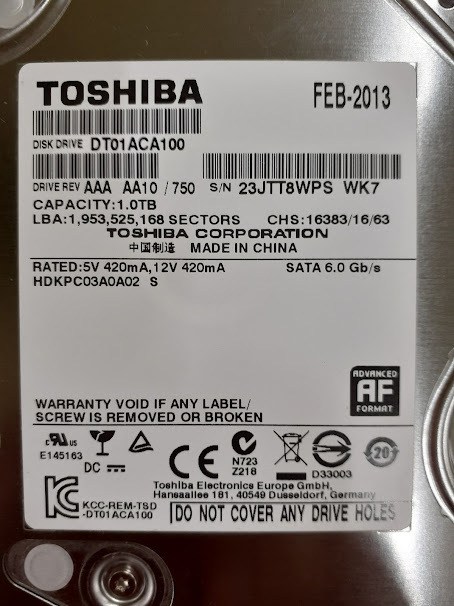 TOSHIBA FEB-2013
DISK DRIVE DT01ACA100
DRIVE REV AAA AA10 / 750 S/N 23JTT8WPS WK7
CAPACITY:1.0TB
LBA:1,953,525,168 SECTORS CHS:16383/16/63
TOSHIBA CORPORATION
中国制造 MADE IN CHINA
RATED:5V 420mA,12V 420mA SATA 6.0 Gb/s
HDKPC03A0A02 S
ADVANCED
AF
FORMAT
WARRANTY VOID IF ANY LABEL/
SCREW IS REMOVED OR BROKEN
c RU US
E145163
DC
CE
N723
Z218
D33003
20
Toshiba Electronics Europe GmbH,
Hansaallee 181, 40549 Dusseldorf, Germany
KCC-REM-TSD
-DT01ACA100
DO NOT COVER ANY DRIVE HOLES